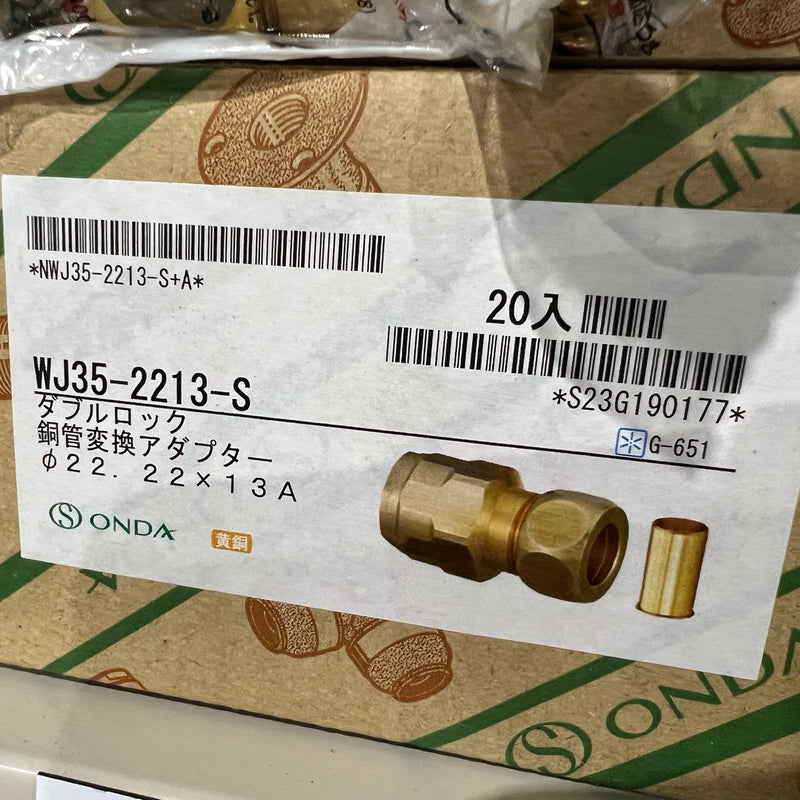 *NWJ35-2213-S+A*
20入
*S23G190177*
WJ35-2213-S
ダブルロック
銅管変換アダプター
φ22.22×13A
G-651
S ONDA
黄銅
S ONDA